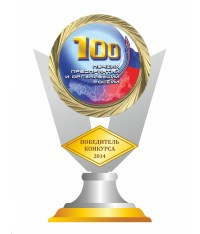 100
ЛУЧШИХ
ПРЕДПРИЯТИЙ
И ОРГАНИЗАЦИЙ
РОССИИ
ПОБЕДИТЕЛЬ
КОНКУРСА
2014